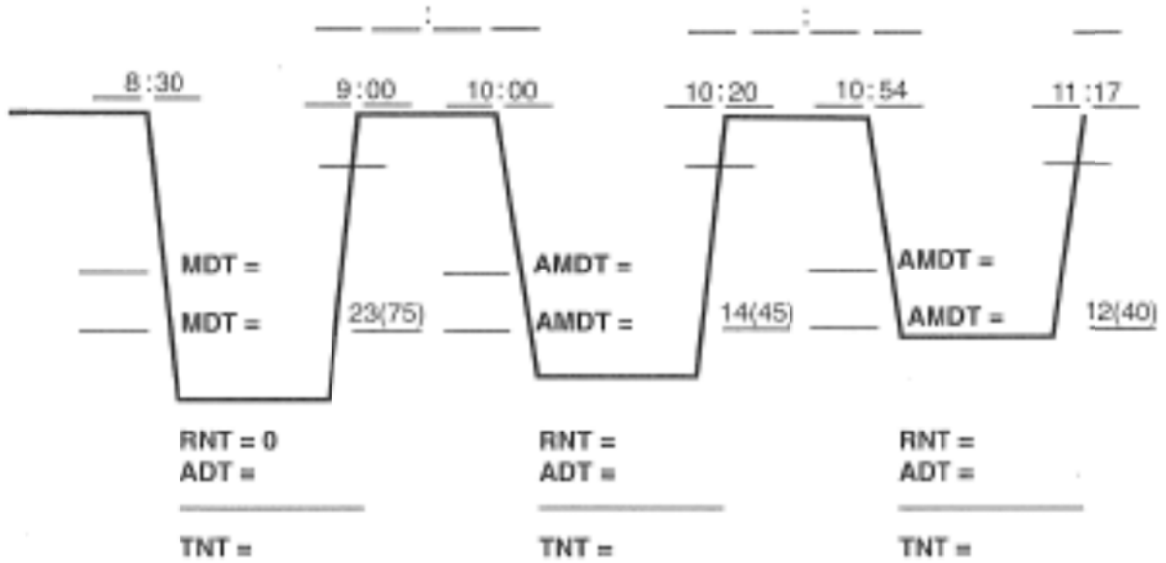 8:30 9:00 10:00 10:20 10:54 11:17
MDT = AMDT = AMDT =
MDT = 23(75) AMDT = 14(45) AMDT = 12(40)
RNT = 0 RNT = RNT =
ADT = ADT = ADT =
TNT = TNT = TNT =